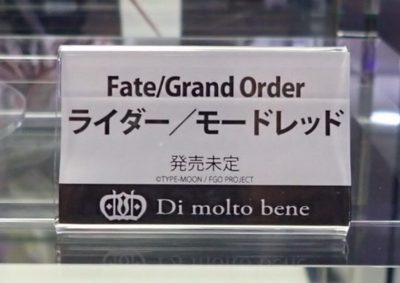 Fate/Grand Order
ライダー／モードレッド
発売未定
©TYPE-MOON / FGO PROJECT
Di molto bene